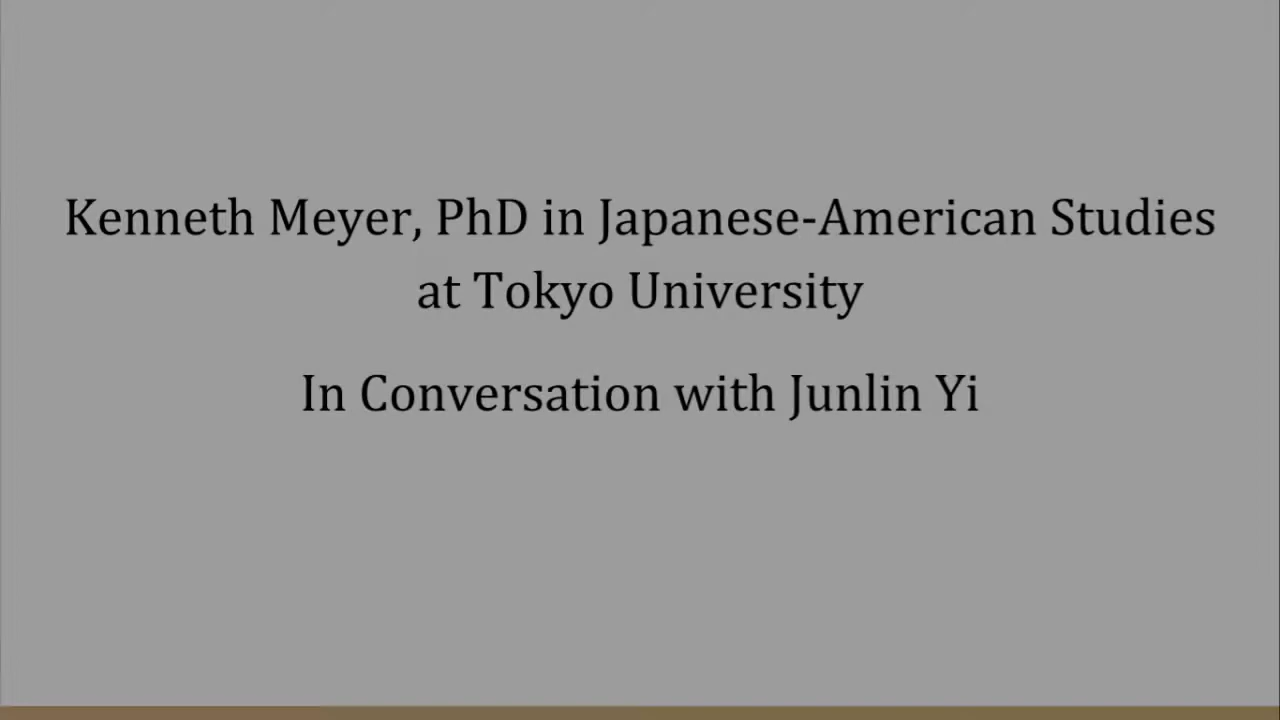 Kenneth Meyer, PhD in Japanese-American Studies
at Tokyo University
In Conversation with Junlin Yi